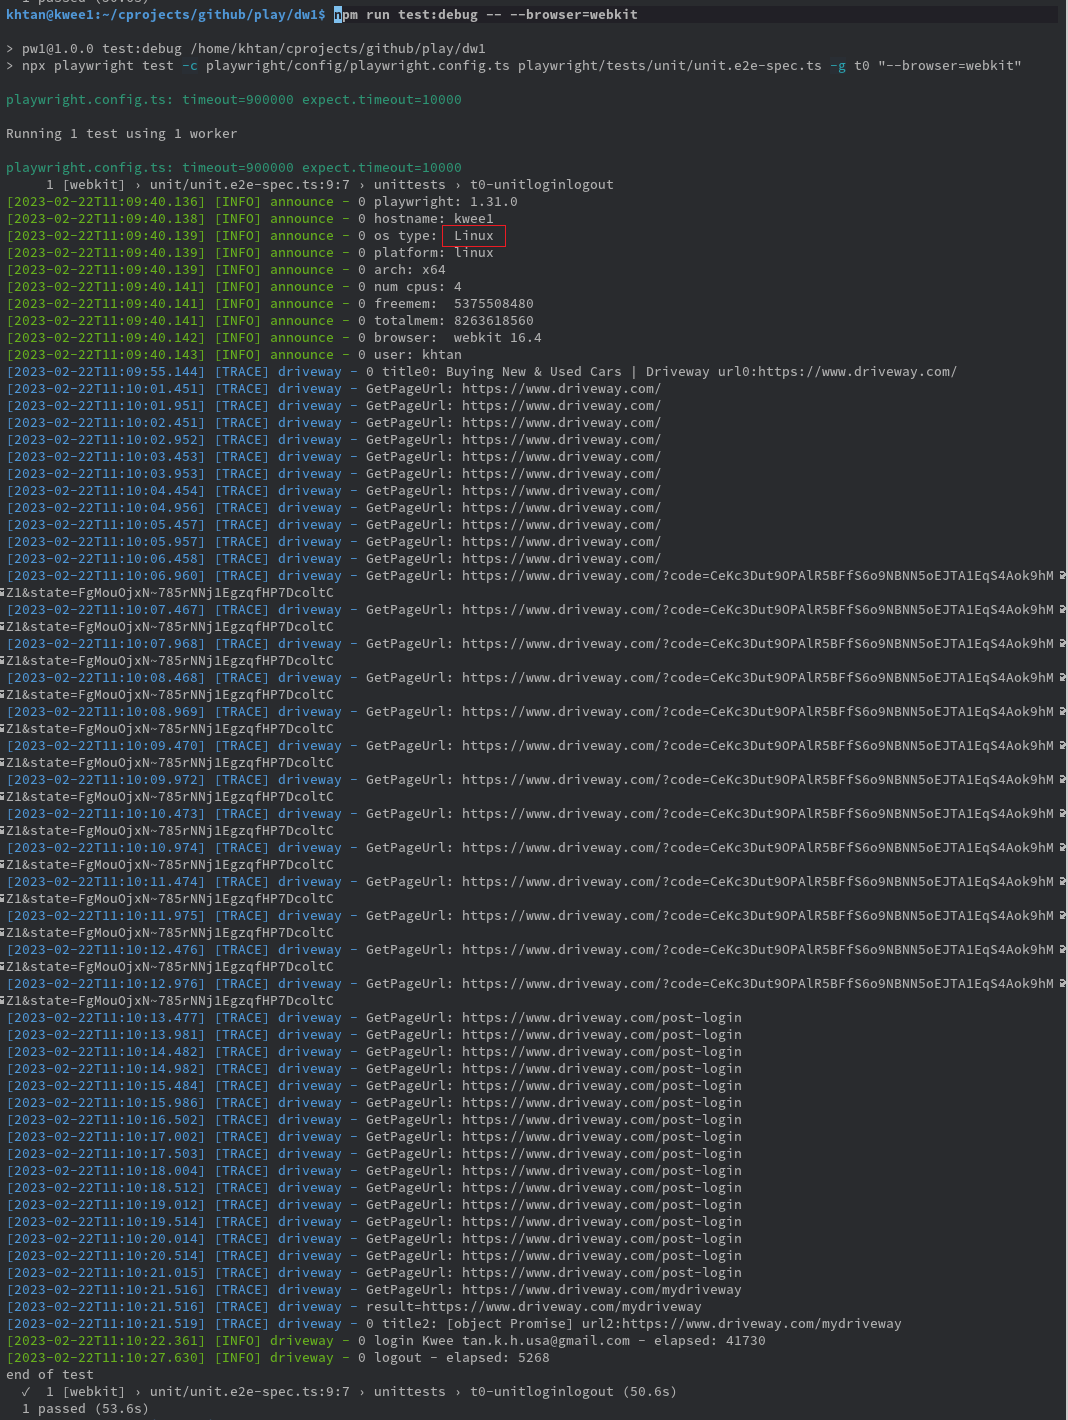 khtan@kwee1:~/cprojects/github/play/dw1$ npm run test:debug -- --browser=webkit
> pw1@1.0.0 test:debug /home/khtan/cprojects/github/play/dw1
> npx playwright test -c playwright/config/playwright.config.ts playwright/tests/unit/unit.e2e-spec.ts -g t0 "--browser=webkit"
playwright.config.ts: timeout=900000 expect.timeout=10000
Running 1 test using 1 worker
playwright.config.ts: timeout=900000 expect.timeout=10000
1 [webkit] › unit/unit.e2e-spec.ts:9:7 › unittests › t0-unitloginlogout
[2023-02-22T11:09:40.136] [INFO] announce - 0 playwright: 1.31.0
[2023-02-22T11:09:40.138] [INFO] announce - 0 hostname: kwee1
[2023-02-22T11:09:40.139] [INFO] announce - 0 os type:  Linux
[2023-02-22T11:09:40.139] [INFO] announce - 0 platform: linux
[2023-02-22T11:09:40.139] [INFO] announce - 0 arch: x64
[2023-02-22T11:09:40.141] [INFO] announce - 0 num cpus: 4
[2023-02-22T11:09:40.141] [INFO] announce - 0 freemem:  5375508480
[2023-02-22T11:09:40.141] [INFO] announce - 0 totalmem: 8263618560
[2023-02-22T11:09:40.142] [INFO] announce - 0 browser:  webkit 16.4
[2023-02-22T11:09:40.143] [INFO] announce - 0 user: khtan
[2023-02-22T11:09:55.144] [TRACE] driveway - 0 title0: Buying New & Used Cars | Driveway url0:https://www.driveway.com/
[2023-02-22T11:10:01.451] [TRACE] driveway - GetPageUrl: https://www.driveway.com/
[2023-02-22T11:10:01.951] [TRACE] driveway - GetPageUrl: https://www.driveway.com/
[2023-02-22T11:10:02.451] [TRACE] driveway - GetPageUrl: https://www.driveway.com/
[2023-02-22T11:10:02.952] [TRACE] driveway - GetPageUrl: https://www.driveway.com/
[2023-02-22T11:10:03.453] [TRACE] driveway - GetPageUrl: https://www.driveway.com/
[2023-02-22T11:10:03.953] [TRACE] driveway - GetPageUrl: https://www.driveway.com/
[2023-02-22T11:10:04.454] [TRACE] driveway - GetPageUrl: https://www.driveway.com/
[2023-02-22T11:10:04.956] [TRACE] driveway - GetPageUrl: https://www.driveway.com/
[2023-02-22T11:10:05.457] [TRACE] driveway - GetPageUrl: https://www.driveway.com/
[2023-02-22T11:10:05.957] [TRACE] driveway - GetPageUrl: https://www.driveway.com/
[2023-02-22T11:10:06.458] [TRACE] driveway - GetPageUrl: https://www.driveway.com/
[2023-02-22T11:10:06.960] [TRACE] driveway - GetPageUrl: https://www.driveway.com/?code=CeKc3Dut9OPAlR5BFfS6o9NBNN5oEJTA1EqS4Aok9hM
Z1&state=FgMouOjxN~785rNNj1EgzqfHP7DcoltC
[2023-02-22T11:10:07.467] [TRACE] driveway - GetPageUrl: https://www.driveway.com/?code=CeKc3Dut9OPAlR5BFfS6o9NBNN5oEJTA1EqS4Aok9hM
Z1&state=FgMouOjxN~785rNNj1EgzqfHP7DcoltC
[2023-02-22T11:10:07.968] [TRACE] driveway - GetPageUrl: https://www.driveway.com/?code=CeKc3Dut9OPAlR5BFfS6o9NBNN5oEJTA1EqS4Aok9hM
Z1&state=FgMouOjxN~785rNNj1EgzqfHP7DcoltC
[2023-02-22T11:10:08.468] [TRACE] driveway - GetPageUrl: https://www.driveway.com/?code=CeKc3Dut9OPAlR5BFfS6o9NBNN5oEJTA1EqS4Aok9hM
Z1&state=FgMouOjxN~785rNNj1EgzqfHP7DcoltC
[2023-02-22T11:10:08.969] [TRACE] driveway - GetPageUrl: https://www.driveway.com/?code=CeKc3Dut9OPAlR5BFfS6o9NBNN5oEJTA1EqS4Aok9hM
Z1&state=FgMouOjxN~785rNNj1EgzqfHP7DcoltC
[2023-02-22T11:10:09.470] [TRACE] driveway - GetPageUrl: https://www.driveway.com/?code=CeKc3Dut9OPAlR5BFfS6o9NBNN5oEJTA1EqS4Aok9hM
Z1&state=FgMouOjxN~785rNNj1EgzqfHP7DcoltC
[2023-02-22T11:10:09.972] [TRACE] driveway - GetPageUrl: https://www.driveway.com/?code=CeKc3Dut9OPAlR5BFfS6o9NBNN5oEJTA1EqS4Aok9hM
Z1&state=FgMouOjxN~785rNNj1EgzqfHP7DcoltC
[2023-02-22T11:10:10.473] [TRACE] driveway - GetPageUrl: https://www.driveway.com/?code=CeKc3Dut9OPAlR5BFfS6o9NBNN5oEJTA1EqS4Aok9hM
Z1&state=FgMouOjxN~785rNNj1EgzqfHP7DcoltC
[2023-02-22T11:10:10.974] [TRACE] driveway - GetPageUrl: https://www.driveway.com/?code=CeKc3Dut9OPAlR5BFfS6o9NBNN5oEJTA1EqS4Aok9hM
Z1&state=FgMouOjxN~785rNNj1EgzqfHP7DcoltC
[2023-02-22T11:10:11.474] [TRACE] driveway - GetPageUrl: https://www.driveway.com/?code=CeKc3Dut9OPAlR5BFfS6o9NBNN5oEJTA1EqS4Aok9hM
Z1&state=FgMouOjxN~785rNNj1EgzqfHP7DcoltC
[2023-02-22T11:10:11.975] [TRACE] driveway - GetPageUrl: https://www.driveway.com/?code=CeKc3Dut9OPAlR5BFfS6o9NBNN5oEJTA1EqS4Aok9hM
Z1&state=FgMouOjxN~785rNNj1EgzqfHP7DcoltC
[2023-02-22T11:10:12.476] [TRACE] driveway - GetPageUrl: https://www.driveway.com/?code=CeKc3Dut9OPAlR5BFfS6o9NBNN5oEJTA1EqS4Aok9hM
Z1&state=FgMouOjxN~785rNNj1EgzqfHP7DcoltC
[2023-02-22T11:10:12.976] [TRACE] driveway - GetPageUrl: https://www.driveway.com/?code=CeKc3Dut9OPAlR5BFfS6o9NBNN5oEJTA1EqS4Aok9hM
Z1&state=FgMouOjxN~785rNNj1EgzqfHP7DcoltC
[2023-02-22T11:10:13.477] [TRACE] driveway - GetPageUrl: https://www.driveway.com/post-login
[2023-02-22T11:10:13.981] [TRACE] driveway - GetPageUrl: https://www.driveway.com/post-login
[2023-02-22T11:10:14.482] [TRACE] driveway - GetPageUrl: https://www.driveway.com/post-login
[2023-02-22T11:10:14.982] [TRACE] driveway - GetPageUrl: https://www.driveway.com/post-login
[2023-02-22T11:10:15.484] [TRACE] driveway - GetPageUrl: https://www.driveway.com/post-login
[2023-02-22T11:10:15.986] [TRACE] driveway - GetPageUrl: https://www.driveway.com/post-login
[2023-02-22T11:10:16.502] [TRACE] driveway - GetPageUrl: https://www.driveway.com/post-login
[2023-02-22T11:10:17.002] [TRACE] driveway - GetPageUrl: https://www.driveway.com/post-login
[2023-02-22T11:10:17.503] [TRACE] driveway - GetPageUrl: https://www.driveway.com/post-login
[2023-02-22T11:10:18.004] [TRACE] driveway - GetPageUrl: https://www.driveway.com/post-login
[2023-02-22T11:10:18.512] [TRACE] driveway - GetPageUrl: https://www.driveway.com/post-login
[2023-02-22T11:10:19.012] [TRACE] driveway - GetPageUrl: https://www.driveway.com/post-login
[2023-02-22T11:10:19.514] [TRACE] driveway - GetPageUrl: https://www.driveway.com/post-login
[2023-02-22T11:10:20.014] [TRACE] driveway - GetPageUrl: https://www.driveway.com/post-login
[2023-02-22T11:10:20.514] [TRACE] driveway - GetPageUrl: https://www.driveway.com/post-login
[2023-02-22T11:10:21.015] [TRACE] driveway - GetPageUrl: https://www.driveway.com/post-login
[2023-02-22T11:10:21.516] [TRACE] driveway - GetPageUrl: https://www.driveway.com/mydriveway
[2023-02-22T11:10:21.516] [TRACE] driveway - result=https://www.driveway.com/mydriveway
[2023-02-22T11:10:21.519] [TRACE] driveway - 0 title2: [object Promise] url2:https://www.driveway.com/mydriveway
[2023-02-22T11:10:22.361] [INFO] driveway - 0 login Kwee tan.k.h.usa@gmail.com - elapsed: 41730
[2023-02-22T11:10:27.630] [INFO] driveway - 0 logout - elapsed: 5268
end of test
✓  1 [webkit] › unit/unit.e2e-spec.ts:9:7 › unittests › t0-unitloginlogout (50.6s)
1 passed (53.6s)